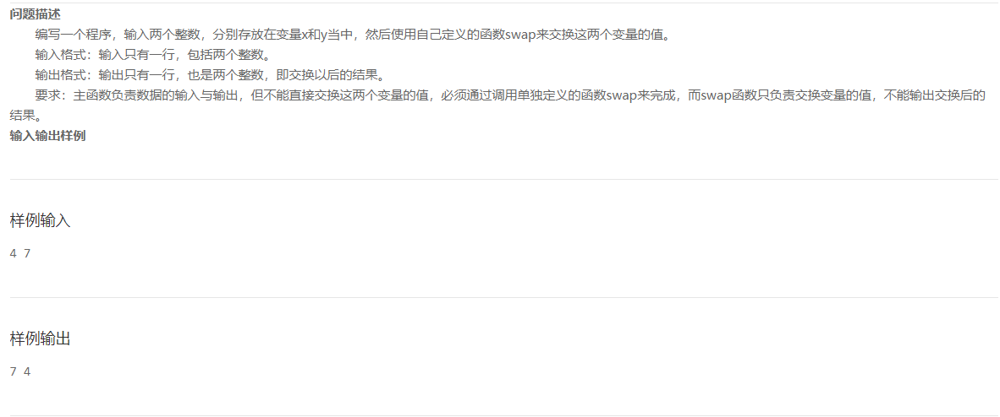 问题描述
编写一个程序，输入两个整数，分别存放在变量x和y当中，然后使用自己定义的函数swap来交换这两个变量的值。
输入格式：输入只有一行，包括两个整数。
输出格式：输出只有一行，也是两个整数，即交换以后的结果。
要求：主函数负责数据的输入与输出，但不能直接交换这两个变量的值，必须通过调用单独定义的函数swap来完成，而swap函数只负责交换变量的值，不能输出交换后的
结果。
输入输出样例
样例输入
4 7
样例输出
7 4